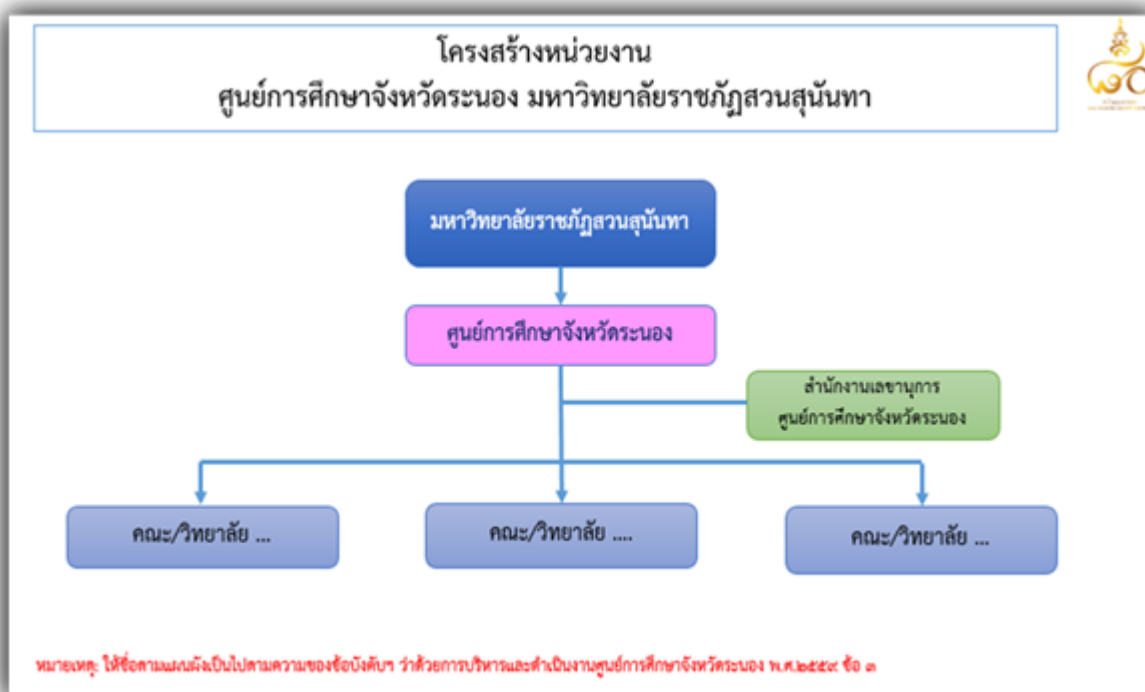 โครงสร้างหน่วยงาน
ศูนย์การศึกษาจังหวัดระนอง มหาวิทยาลัยราชภัฏสวนสุนันทา
มหาวิทยาลัยราชภัฏสวนสุนันทา
ศูนย์การศึกษาจังหวัดระนอง
สำนักงานเลขานุการ
ศูนย์การศึกษาจังหวัดระนอง
คณะ/วิทยาลัย ...
คณะ/วิทยาลัย ....
คณะ/วิทยาลัย ...
หมายเหตุ: ให้ชื่อตามแผนผังเป็นไปตามความของข้อบังคับฯ ว่าด้วยการบริหารและดำเนินงานศูนย์การศึกษาจังหวัดระนอง พ.ศ.๒๕๕๙ ข้อ ๓